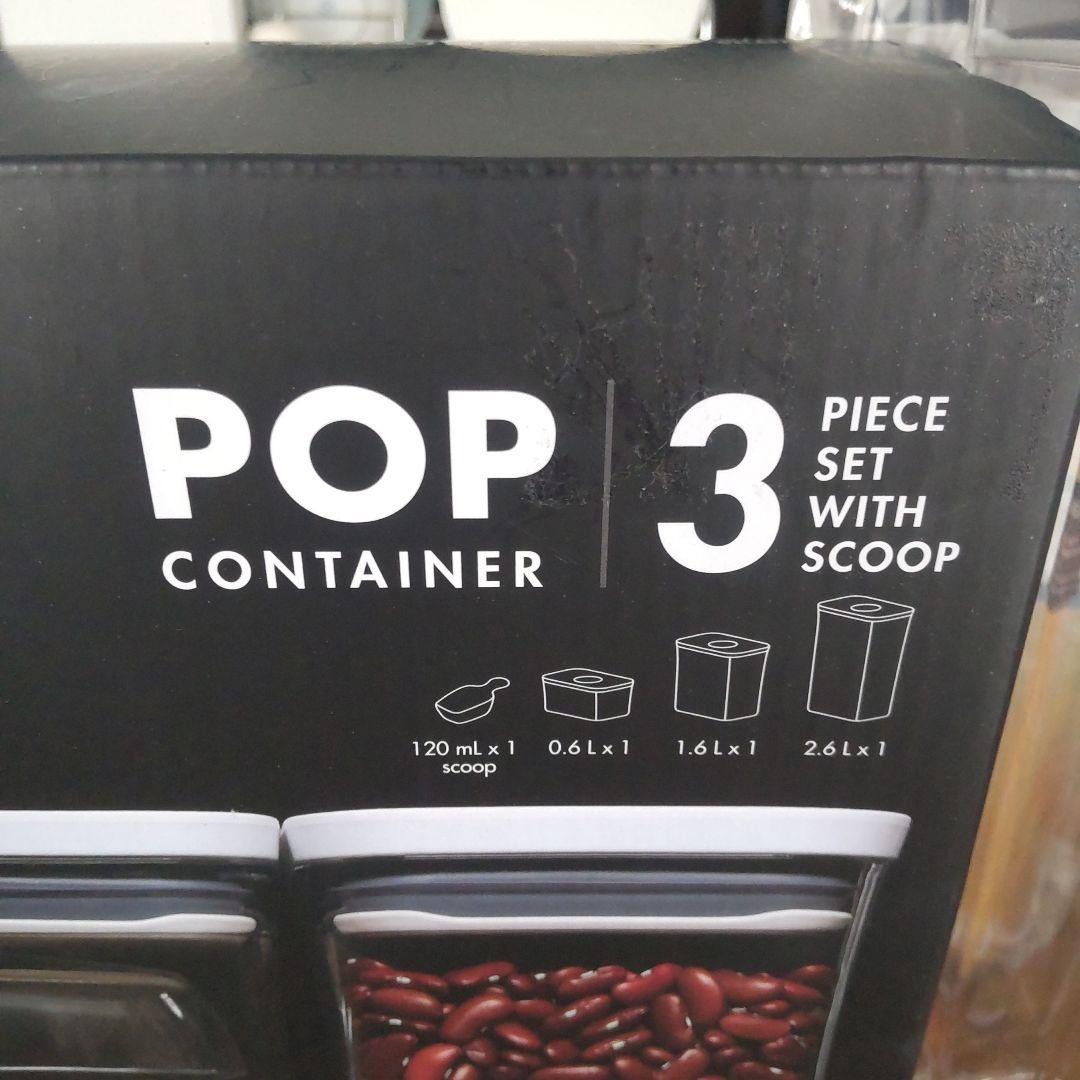 POP
CONTAINER
3
PIECE
SET
WITH
SCOOP
120 mL x 1
scoop
0.6 L x 1
1.6 L x 1
2.6 L x 1